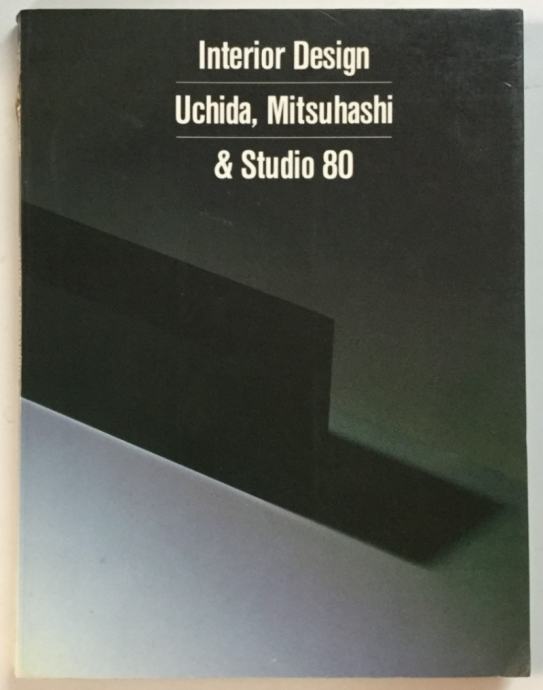 Interior Design
Uchida, Mitsuhashi
& Studio 80